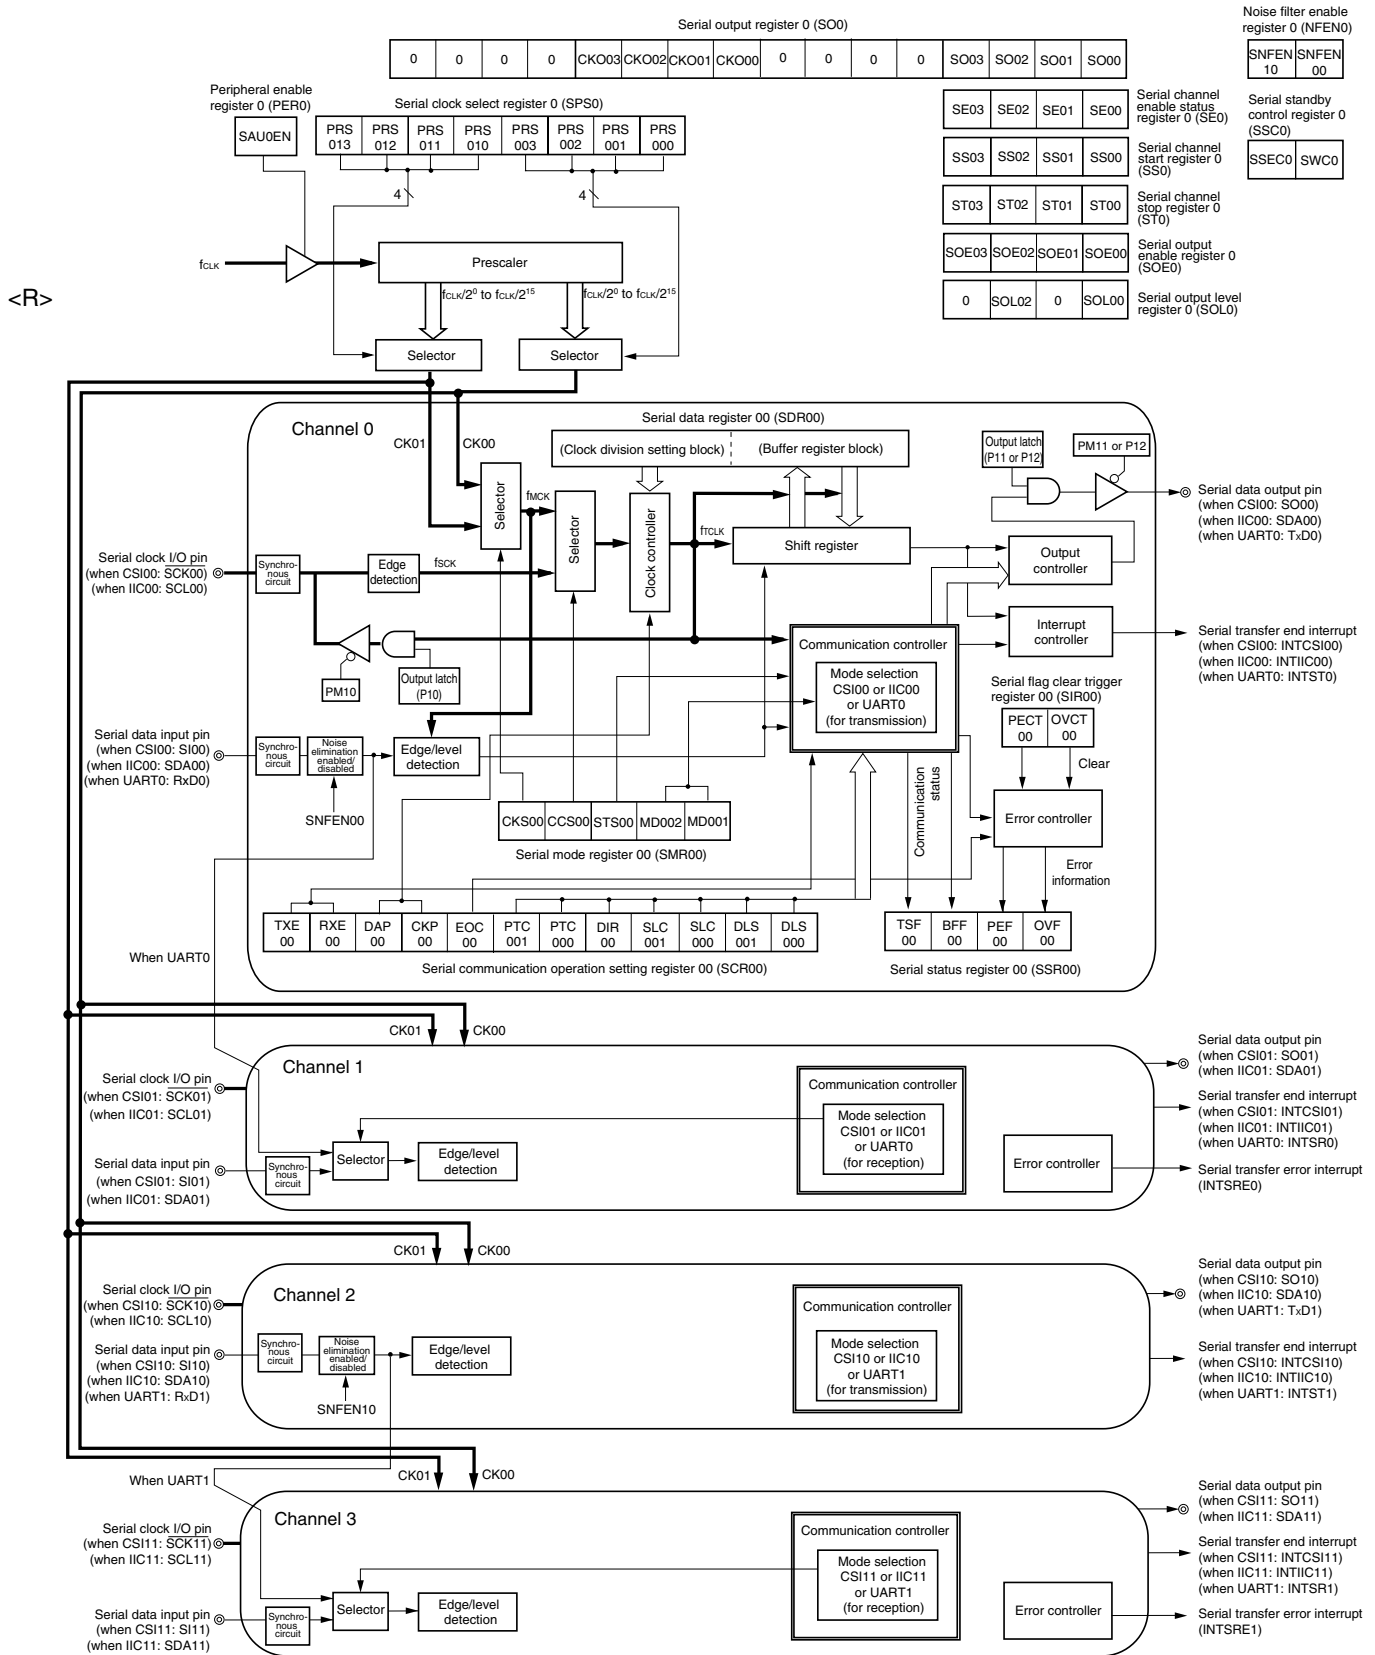 Serial output register 0 (SO0)
0 0 0 0 CKO03 CKO02 CKO01 CKO00 0 0 0 0 SO03 SO02 SO01 SO00
Noise filter enable
register 0 (NFEN0)
SNFEN
10
SNFEN
00
Peripheral enable
register 0 (PER0)
SAU0EN
Serial clock select register 0 (SPS0)
PRS
013
PRS
012
PRS
011
PRS
010
PRS
003
PRS
002
PRS
001
PRS
000
4
4
SE03 SE02 SE01 SE00
Serial channel
enable status
register 0 (SE0)
SS03 SS02 SS01 SS00
Serial channel
start register 0
(SS0)
ST03 ST02 ST01 ST00
Serial channel
stop register 0
(ST0)
SOE03 SOE02 SOE01 SOE00
Serial output
enable register 0
(SOE0)
0 SOL02 0 SOL00
Serial output level
register 0 (SOL0)
Serial standby
control register 0
(SSC0)
SSEC0 SWC0
<R>
fCLK
Prescaler
fCLK/2⁰ to fCLK/2¹⁵
fCLK/2⁰ to fCLK/2¹⁵
Selector
Selector
Channel 0
CK01
CK00
Serial data register 00 (SDR00)
(Clock division setting block)
(Buffer register block)
Output latch
(P11 or P12)
PM11 or P12
Serial data output pin
(when CSI00: SO00)
(when IIC00: SDA00)
(when UART0: TxD0)
Selector
fMCK
Selector
Clock controller
fTCLK
Shift register
Output
controller
Serial clock I/O pin
(when CSI00: SCK00)
(when IIC00: SCL00)
Synchro-
nous
circuit
Edge
detection
fSCK
Interrupt
controller
Serial transfer end interrupt
(when CSI00: INTCSI00)
(when IIC00: INTIIC00)
(when UART0: INTST0)
Communication controller
Mode selection
CSI00 or IIC00
or UART0
(for transmission)
PM10
Output latch
(P10)
Serial flag clear trigger
register 00 (SIR00)
PECT
00
OVCT
00
Clear
Serial data input pin
(when CSI00: SI00)
(when IIC00: SDA00)
(when UART0: RxD0)
Synchro-
nous
circuit
Noise
elimination
enabled/
disabled
Edge/level
detection
SNFEN00
CKS00 CCS00 STS00 MD002 MD001
Serial mode register 00 (SMR00)
Communication
status
Error controller
Error
information
TXE
00
RXE
00
DAP
00
CKP
00
EOC
00
PTC
001
PTC
000
DIR
00
SLC
001
SLC
000
DLS
001
DLS
000
Serial communication operation setting register 00 (SCR00)
TSF
00
BFF
00
PEF
00
OVF
00
Serial status register 00 (SSR00)
When UART0
CK01
CK00
Channel 1
Serial clock I/O pin
(when CSI01: SCK01)
(when IIC01: SCL01)
Serial data input pin
(when CSI01: SI01)
(when IIC01: SDA01)
Synchro-
nous
circuit
Selector
Edge/level
detection
Communication controller
Mode selection
CSI01 or IIC01
or UART0
(for reception)
Error controller
Serial data output pin
(when CSI01: SO01)
(when IIC01: SDA01)
Serial transfer end interrupt
(when CSI01: INTCSI01)
(when IIC01: INTIIC01)
(when UART0: INTSR0)
Serial transfer error interrupt
(INTSRE0)
CK01
CK00
Channel 2
Serial clock I/O pin
(when CSI10: SCK10)
(when IIC10: SCL10)
Serial data input pin
(when CSI10: SI10)
(when IIC10: SDA10)
(when UART1: RxD1)
Synchro-
nous
circuit
Noise
elimination
enabled/
disabled
Edge/level
detection
SNFEN10
Communication controller
Mode selection
CSI10 or IIC10
or UART1
(for transmission)
Serial data output pin
(when CSI10: SO10)
(when IIC10: SDA10)
(when UART1: TxD1)
Serial transfer end interrupt
(when CSI10: INTCSI10)
(when IIC10: INTIIC10)
(when UART1: INTST1)
When UART1
CK01
CK00
Channel 3
Serial clock I/O pin
(when CSI11: SCK11)
(when IIC11: SCL11)
Serial data input pin
(when CSI11: SI11)
(when IIC11: SDA11)
Synchro-
nous
circuit
Selector
Edge/level
detection
Communication controller
Mode selection
CSI11 or IIC11
or UART1
(for reception)
Error controller
Serial data output pin
(when CSI11: SO11)
(when IIC11: SDA11)
Serial transfer end interrupt
(when CSI11: INTCSI11)
(when IIC11: INTIIC11)
(when UART1: INTSR1)
Serial transfer error interrupt
(INTSRE1)